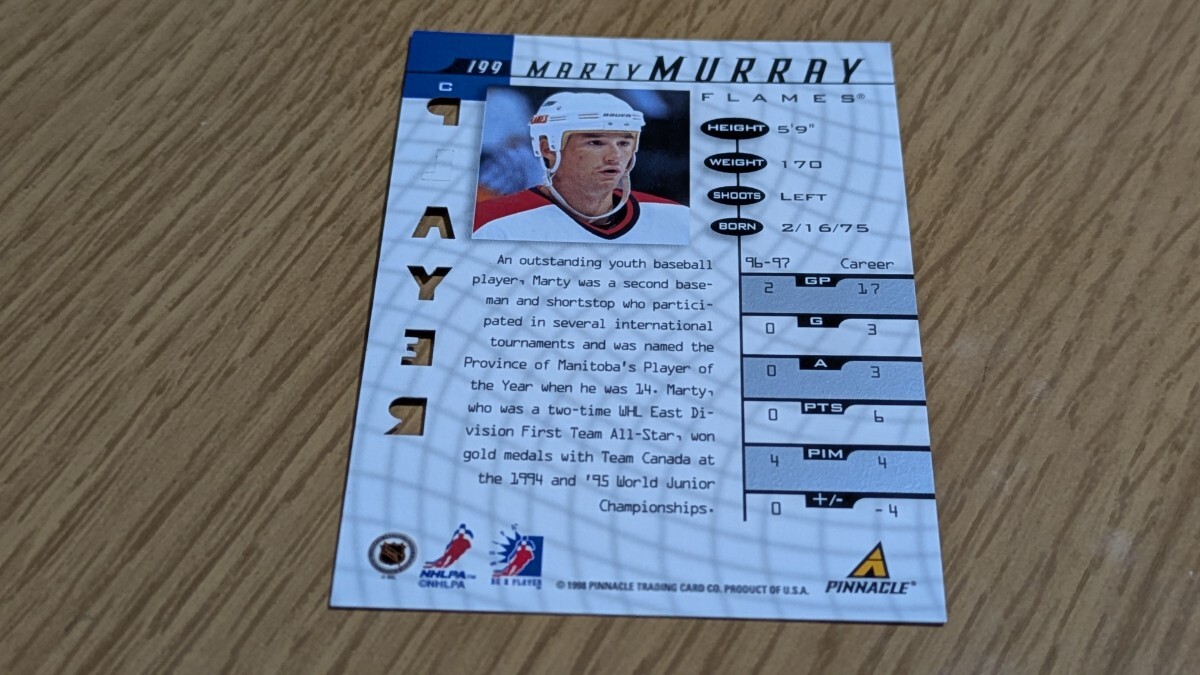 199 MARTY MURRAY
C
FLAMES®
PLAYER
FLAMES BAUER
HEIGHT 5'9"
WEIGHT 170
SHOOTS LEFT
BORN 2/16/75
An outstanding youth baseball
player, Marty was a second base-
man and shortstop who partici-
pated in several international
tournaments and was named the
Province of Manitoba's Player of
the Year when he was 14. Marty,
who was a two-time WHL East Di-
vision First Team All-Star, won
gold medals with Team Canada at
the 1994 and '95 World Junior
Championships.
96-97 Career
2 GP 17
0 G 3
0 A 3
0 PTS 6
4 PIM 4
0 +/- -4
NHLPA™
©NHLPA
BE A PLAYER
© 1998 PINNACLE TRADING CARD CO. PRODUCT OF U.S.A.
PINNACLE®